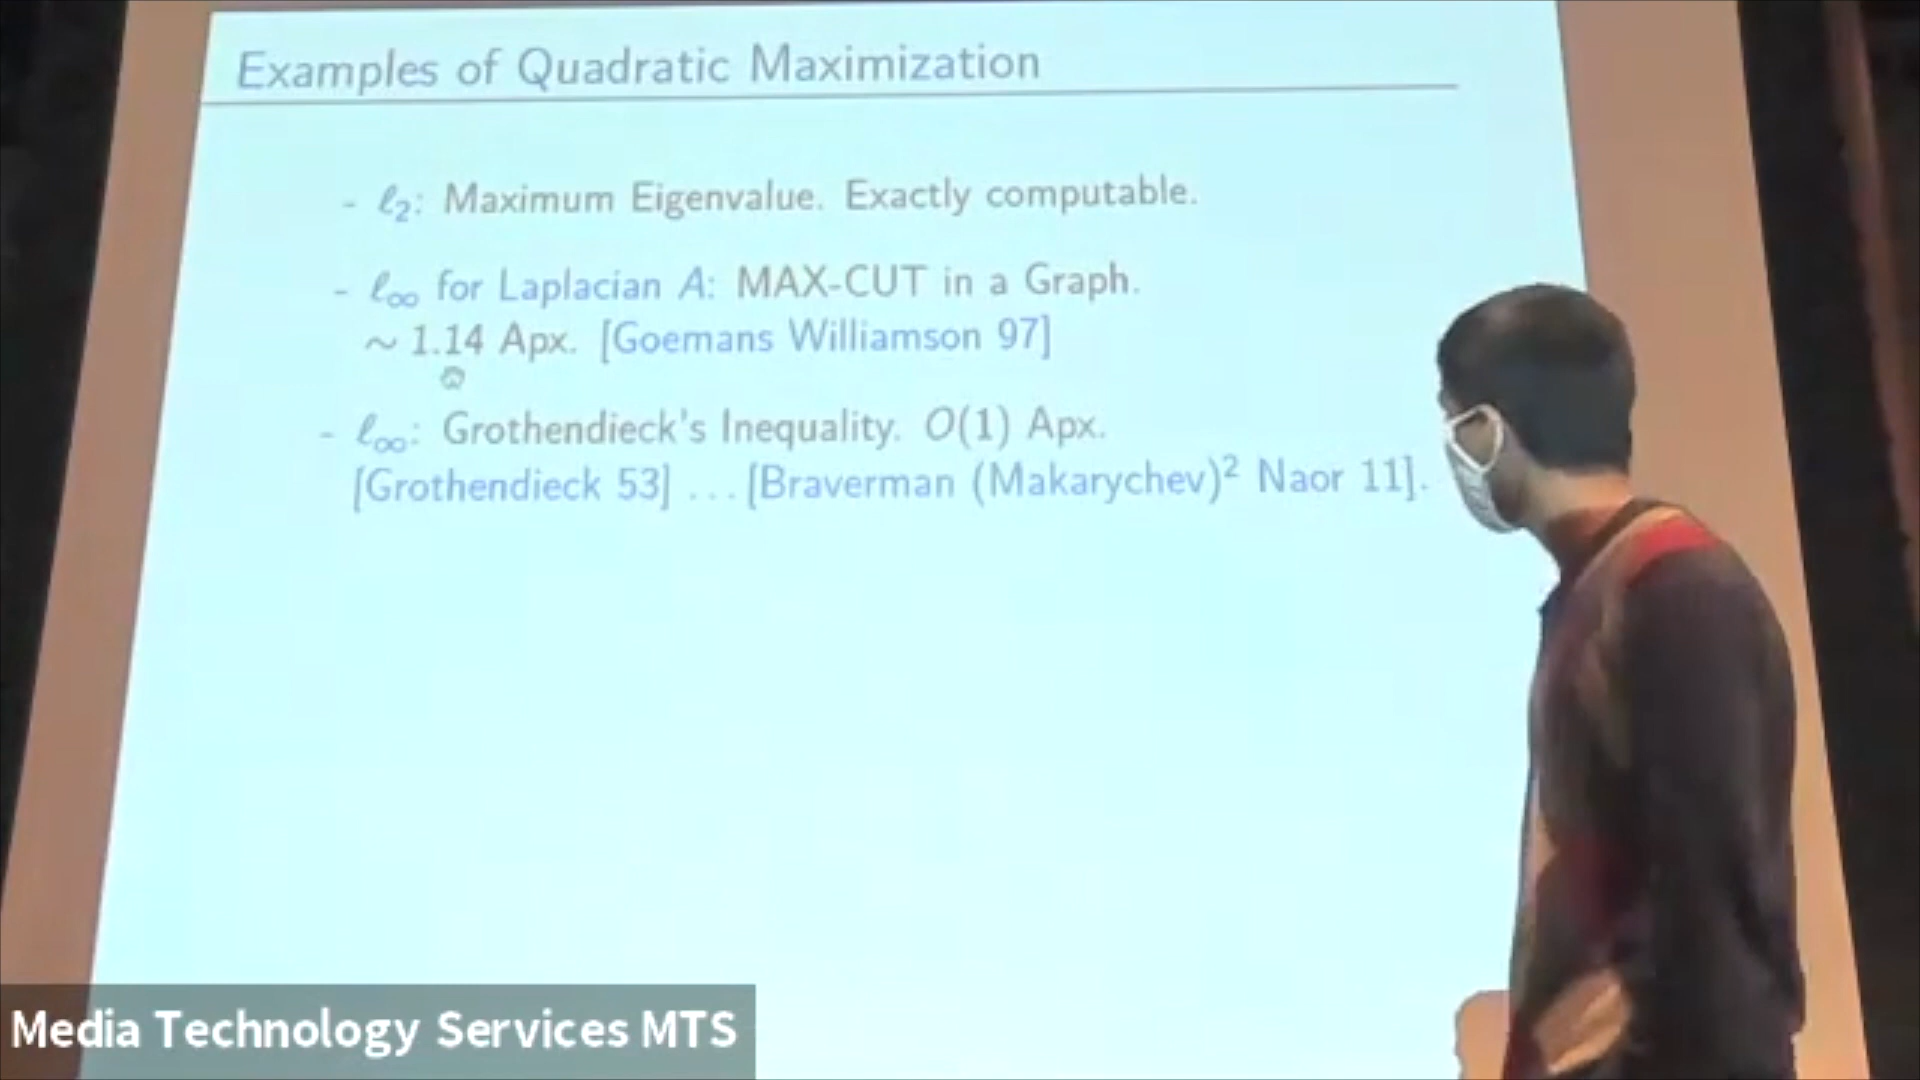 Examples of Quadratic Maximization
- ℓ₂: Maximum Eigenvalue. Exactly computable.
- ℓ∞ for Laplacian A: MAX-CUT in a Graph.
~ 1.14 Apx. [Goemans Williamson 97]
- ℓ∞: Grothendieck's Inequality. O(1) Apx.
[Grothendieck 53] ... [Braverman (Makarychev)² Naor 11].
Media Technology Services MTS